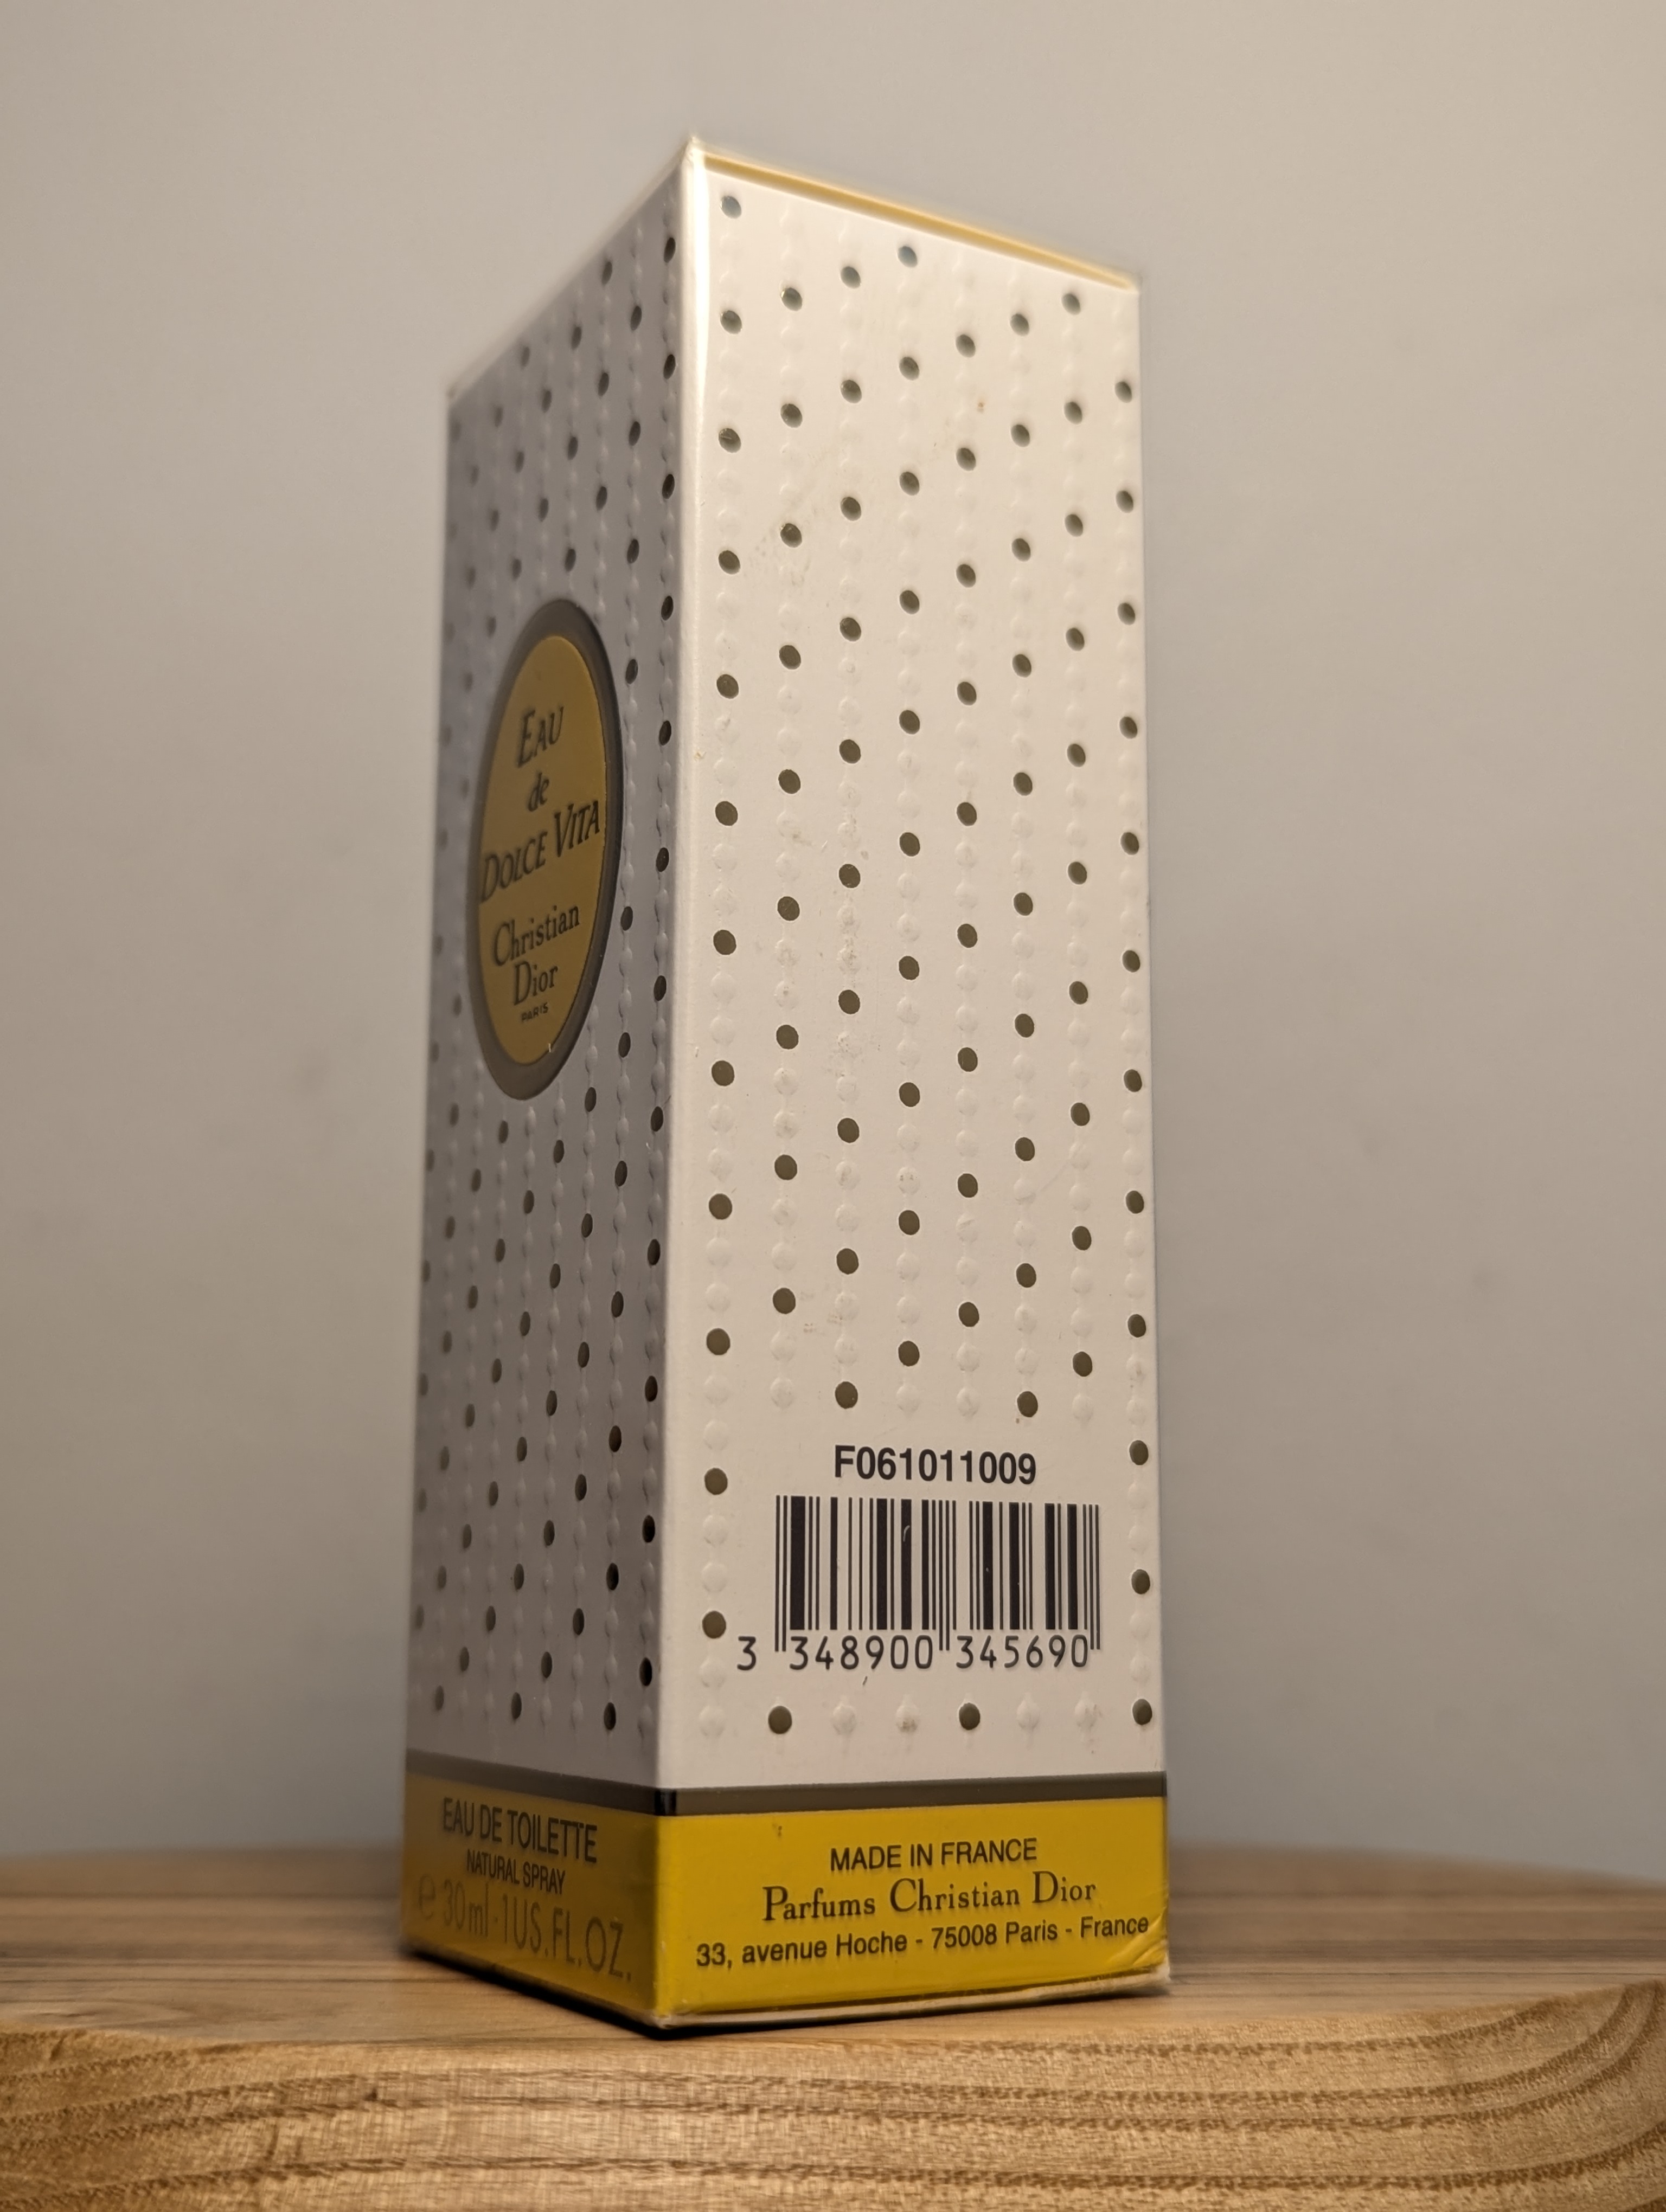 EAU
de
DOLCE VITA
Christian
Dior
PARIS
EAU DE TOILETTE
NATURAL SPRAY
e 30ml·1US.FL.OZ.
F061011009
3 348900 345690
MADE IN FRANCE
Parfums Christian Dior
33, avenue Hoche - 75008 Paris - France